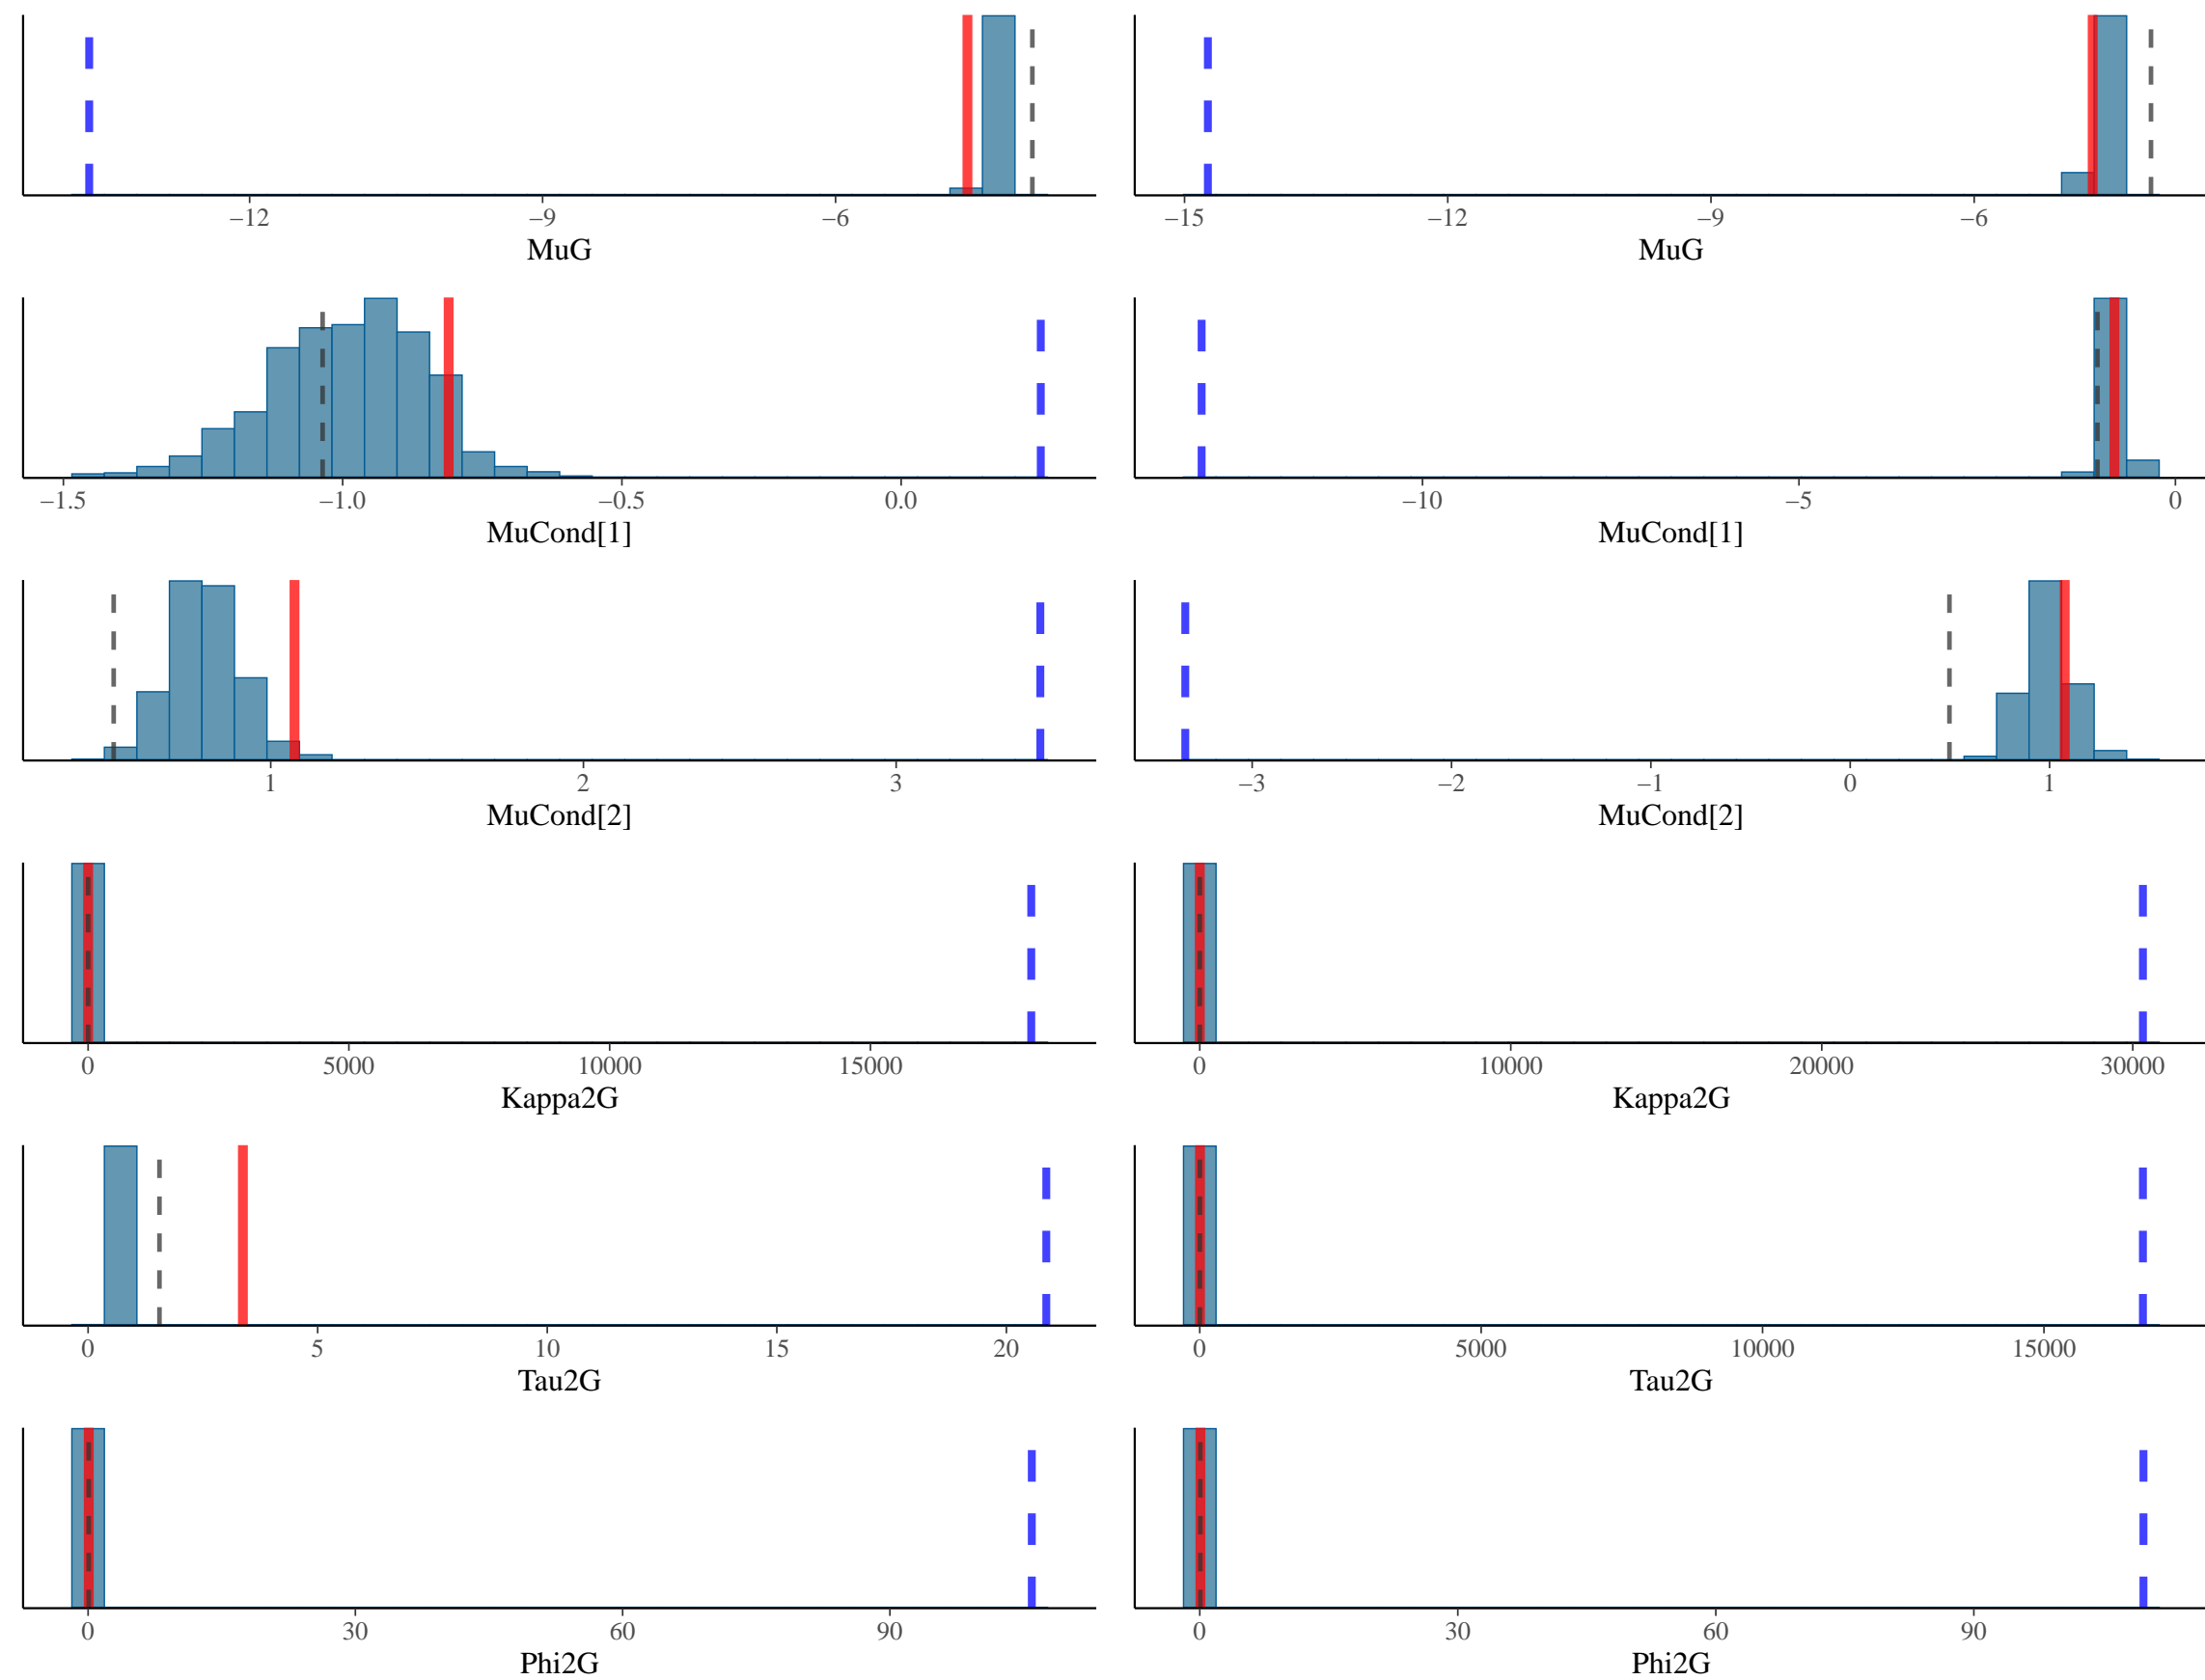 −12 −9 −6
MuG
−15 −12 −9 −6
MuG
−1.5 −1.0 −0.5 0.0
MuCond[1]
−10 −5 0
MuCond[1]
1 2 3
MuCond[2]
−3 −2 −1 0 1
MuCond[2]
0 5000 10000 15000
Kappa2G
0 10000 20000 30000
Kappa2G
0 5 10 15 20
Tau2G
0 5000 10000 15000
Tau2G
0 30 60 90
Phi2G
0 30 60 90
Phi2G